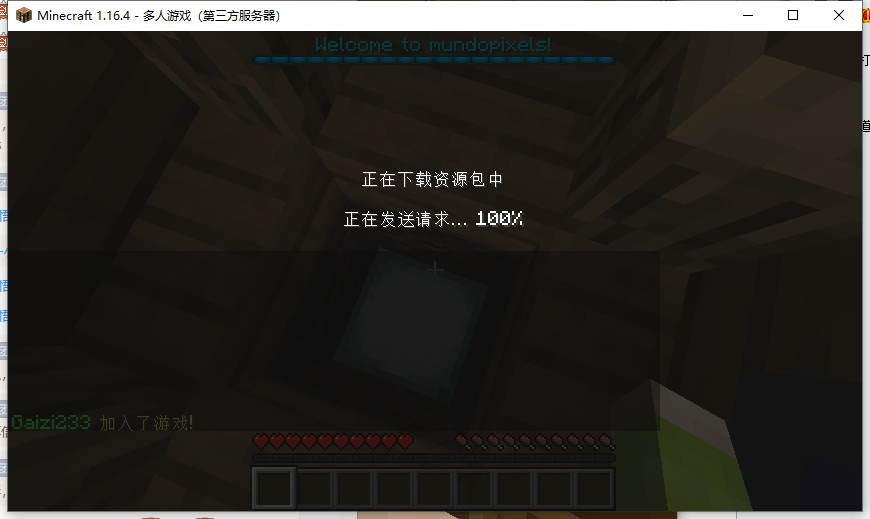 Minecraft 1.16.4 - 多人游戏（第三方服务器）
Welcome to mundopixels!
正在下载资源包中
正在发送请求... 100%
Gaizi233 加入了游戏!